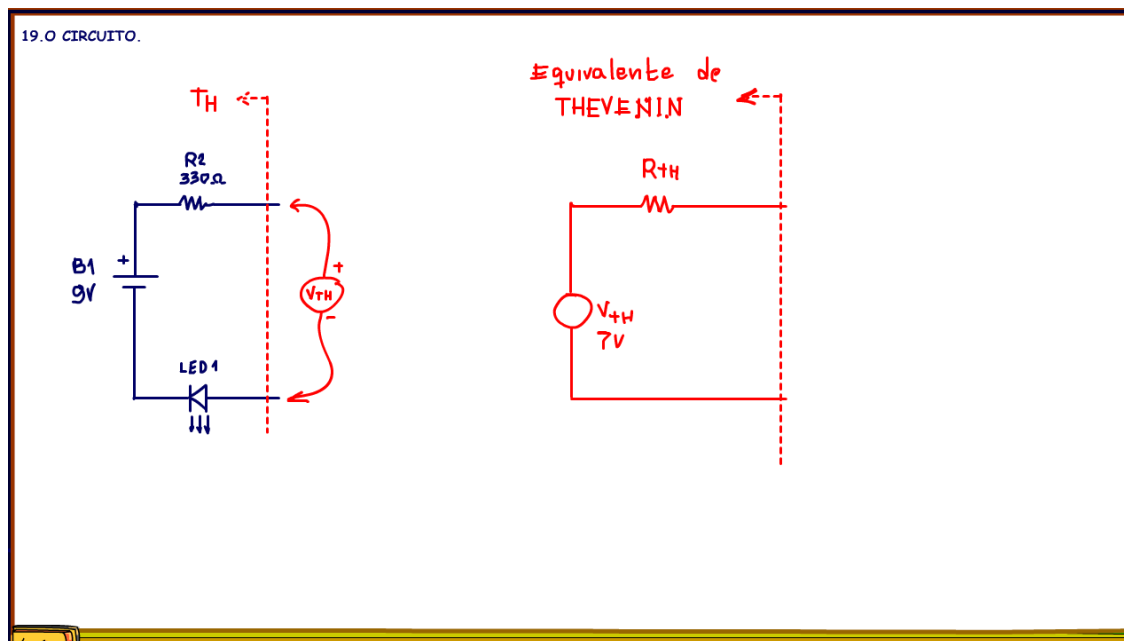 19.O CIRCUITO.
TH
Equivalente de
THEVENIN
R2
330Ω
RTH
B1
9V
+
+
VTH
-
VTH
7V
LED1